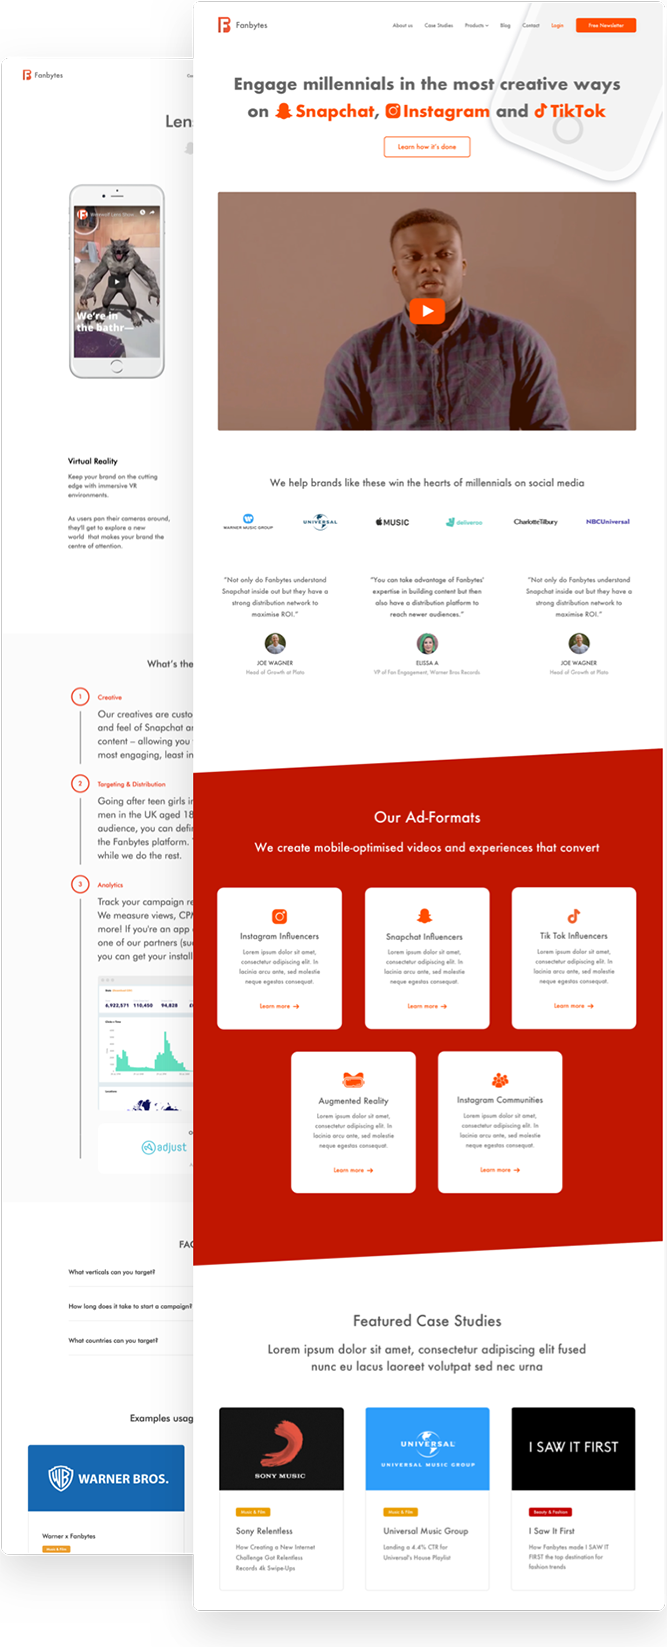 Fanbytes
About us
Case Studies
Products
Blog
Contact
Login
Free Newsletter
Engage millennials in the most creative ways
on Snapchat, Instagram and TikTok
Learn how it's done
We help brands like these win the hearts of millennials on social media
WARNER MUSIC GROUP
UNIVERSAL
MUSIC
deliveroo
Charlotte Tilbury
NBCUniversal
"Not only do Fanbytes understand
Snapchat inside out but they have a
strong distribution network to
maximise ROI."
JOE WAGNER
Head of Growth at Plato
"You can take advantage of Fanbytes'
expertise in building content but then
also have a distribution platform to
reach newer audiences."
ELISSA A
VP of Fan Engagement, Warner Bros Records
"Not only do Fanbytes understand
Snapchat inside out but they have a
strong distribution network to
maximise ROI."
JOE WAGNER
Head of Growth at Plato
Our Ad-Formats
We create mobile-optimised videos and experiences that convert
Instagram Influencers
Lorem ipsum dolor sit amet,
consectetur adipiscing elit. In
lacinia arcu ante, sed molestie
neque egestas consequat.
Learn more
Snapchat Influencers
Lorem ipsum dolor sit amet,
consectetur adipiscing elit. In
lacinia arcu ante, sed molestie
neque egestas consequat.
Learn more
Tik Tok Influencers
Lorem ipsum dolor sit amet,
consectetur adipiscing elit. In
lacinia arcu ante, sed molestie
neque egestas consequat.
Learn more
Augmented Reality
Lorem ipsum dolor sit amet,
consectetur adipiscing elit. In
lacinia arcu ante, sed molestie
neque egestas consequat.
Learn more
Instagram Communities
Lorem ipsum dolor sit amet,
consectetur adipiscing elit. In
lacinia arcu ante, sed molestie
neque egestas consequat.
Learn more
Featured Case Studies
Lorem ipsum dolor sit amet, consectetur adipiscing elit fused
nunc eu lacus laoreet volutpat sed nec urna
SONY MUSIC
Music & Film
Sony Relentless
How Creating a New Internet
Challenge Got Relentless
Records 4k Swipe-Ups
UNIVERSAL
UNIVERSAL MUSIC GROUP
Music & Film
Universal Music Group
Landing a 4.4% CTR for
Universal's House Playlist
I SAW IT FIRST
Beauty & Fashion
I Saw It First
How Fanbytes made I SAW IT
FIRST the top destination for
fashion trends
Fanbytes
Lens
We're in
the bathr—
Virtual Reality
Keep your brand on the cutting
edge with immersive VR
environments.
As users pan their cameras around,
they'll get to explore a new
world that makes your brand the
centre of attention.
What's the
1
Creative
Our creatives are custo
and feel of Snapchat a
content – allowing you
most engaging, least in
2
Targeting & Distribution
Going after teen girls i
men in the UK aged 18
audience, you can defi
the Fanbytes platform.
while we do the rest.
3
Analytics
Track your campaign re
We measure views, CP
more! If you're an app
one of our partners (su
you can get your install
6,922,571 110,450 94,828
adjust
FAQ
What verticals can you target?
How long does it take to start a campaign?
What countries can you target?
Examples usag
WB WARNER BROS.
Warner x Fanbytes
Music & Film